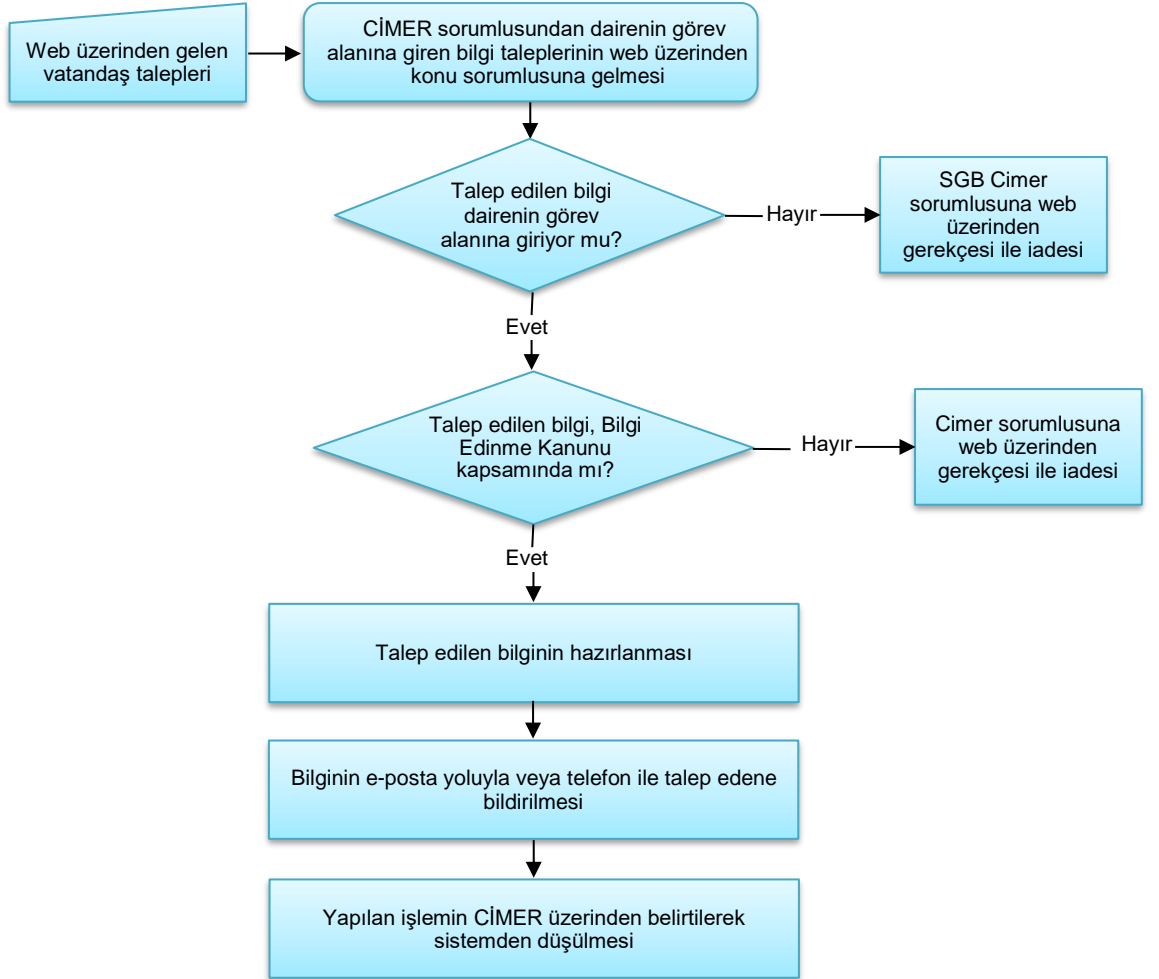 Web üzerinden gelen
vatandaş talepleri
CİMER sorumlusundan dairenin görev
alanına giren bilgi taleplerinin web üzerinden
konu sorumlusuna gelmesi
Talep edilen bilgi
dairenin görev
alanına giriyor mu?
Hayır
SGB Cimer
sorumlusuna web
üzerinden
gerekçesi ile iadesi
Evet
Talep edilen bilgi, Bilgi
Edinme Kanunu
kapsamında mı?
Hayır
Cimer sorumlusuna
web üzerinden
gerekçesi ile iadesi
Evet
Talep edilen bilginin hazırlanması
Bilginin e-posta yoluyla veya telefon ile talep edene
bildirilmesi
Yapılan işlemin CİMER üzerinden belirtilerek
sistemden düşülmesi